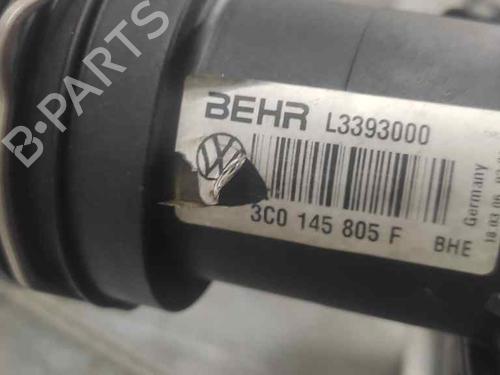 B-PARTS
BEHR L3393000
3C0 145 805 F BHE
Germany